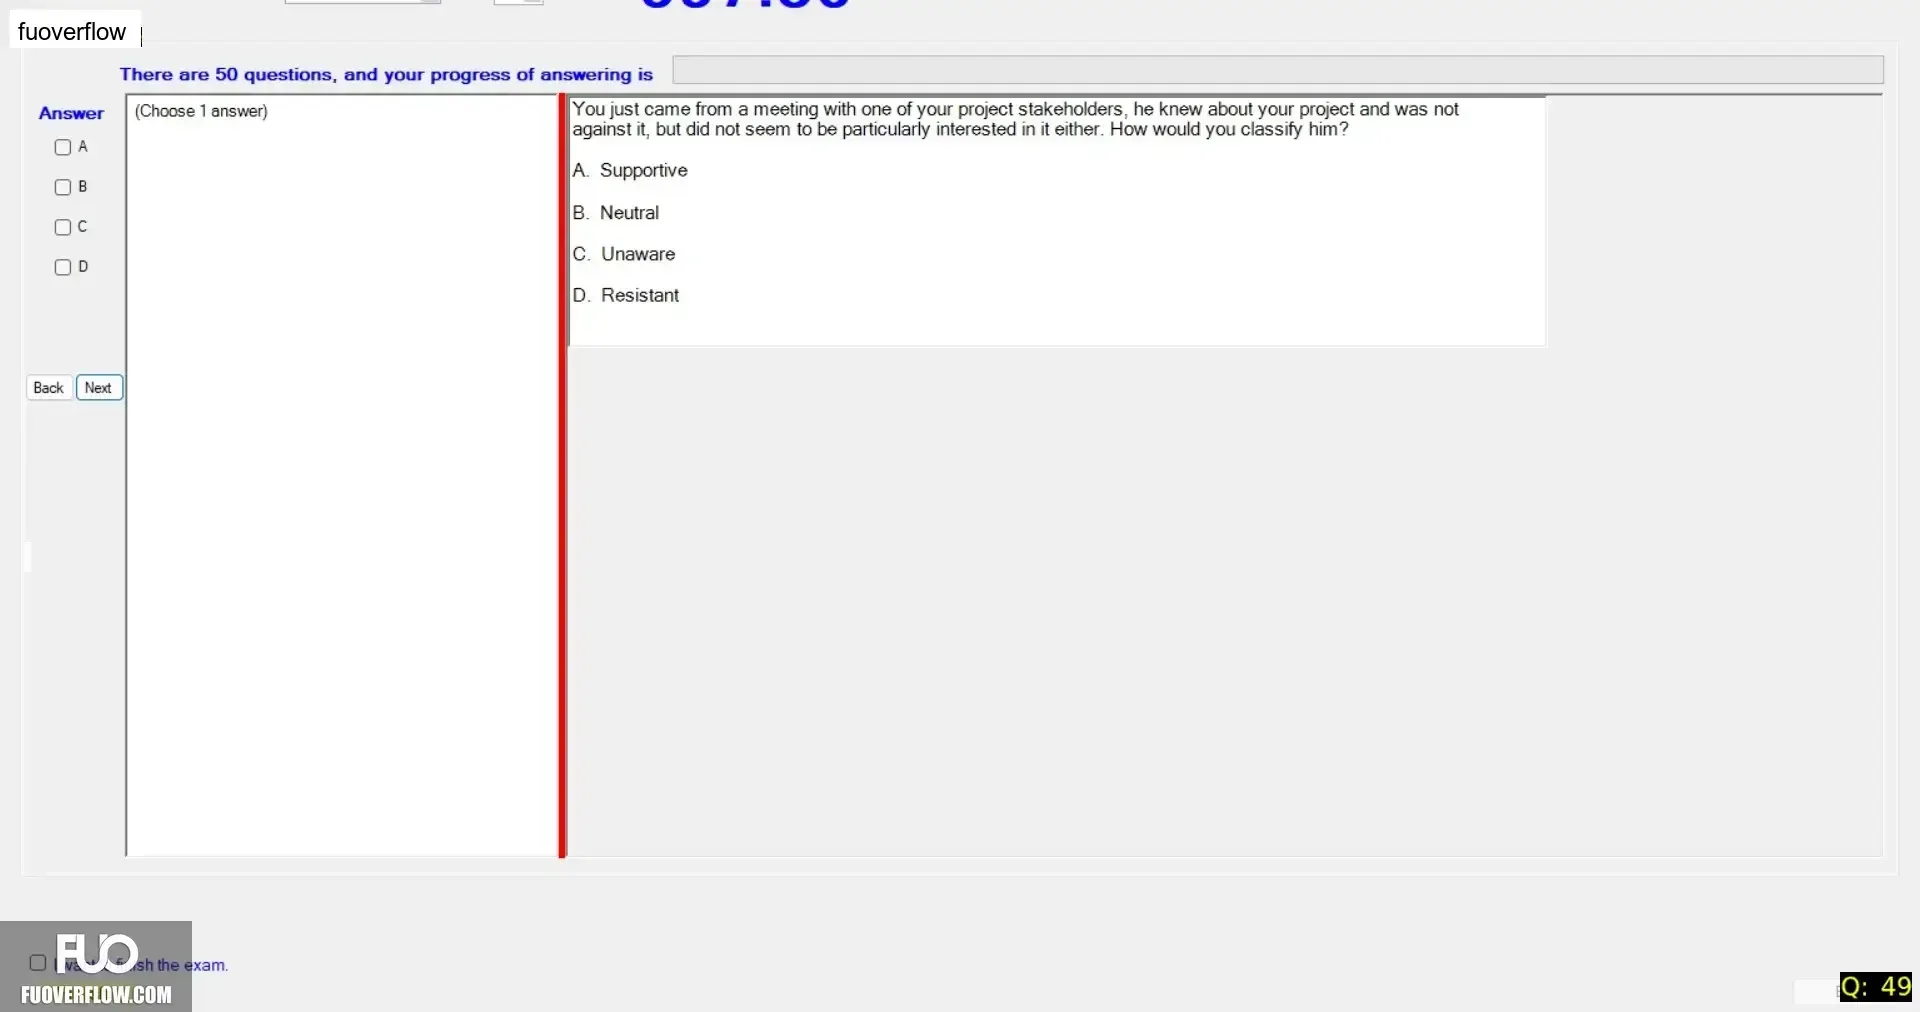 fuoverflow
There are 50 questions, and your progress of answering is
Answer
A
B
C
D
Back Next
(Choose 1 answer)
You just came from a meeting with one of your project stakeholders, he knew about your project and was not
against it, but did not seem to be particularly interested in it either. How would you classify him?
A. Supportive
B. Neutral
C. Unaware
D. Resistant
the exam.
FUO
FUOVERFLOW.COM
Q: 49